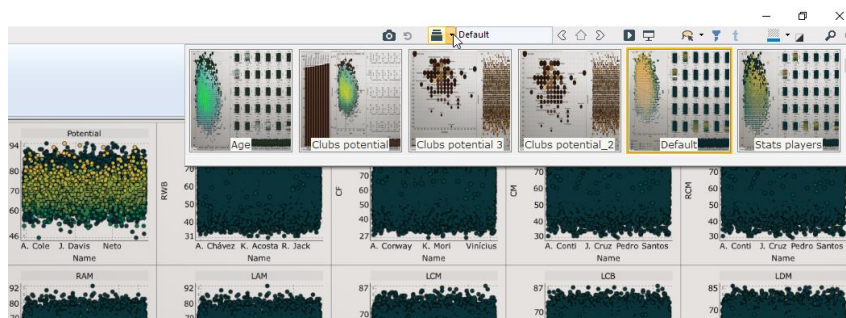 Default
Age
Clubs potential
Clubs potential 3
Clubs potential_2
Default
Stats players
Potential
94
80
70
60
46
A. Cole J. Davis Neto
Name
RWB
70
60
50
40
31
A. Chávez K. Acosta R. Jack
Name
CF
70
60
50
40
27
A. Conway K. Mori Vinícius
Name
CM
70
60
50
40
30
A. Conti J. Cruz Pedro Santos
Name
RCM
70
60
50
40
30
A. Conti J. Cruz Pedro Santos
Name
RAM
92
80
LAM
92
80
LCM
87
70
LCB
87
70
LDM
85
70